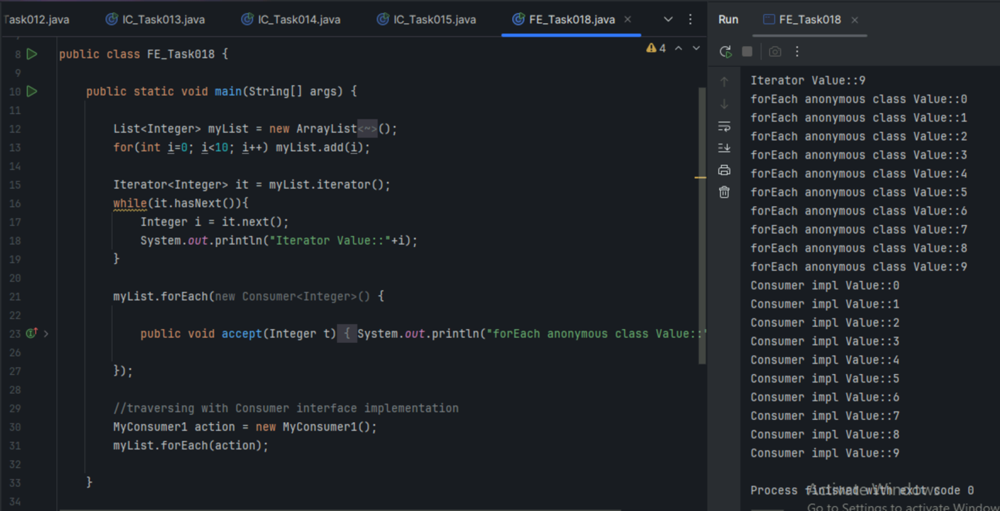 Task012.java IC_Task013.java IC_Task014.java IC_Task015.java FE_Task018.java
Run FE_Task018
4
8 public class FE_Task018 {
9
10 public static void main(String[] args) {
11
12 List<Integer> myList = new ArrayList<~>();
13 for(int i=0; i<10; i++) myList.add(i);
14
15 Iterator<Integer> it = myList.iterator();
16 while(it.hasNext()){
17 Integer i = it.next();
18 System.out.println("Iterator Value::"+i);
19 }
20
21 myList.forEach(new Consumer<Integer>() {
22
23 public void accept(Integer t) { System.out.println("forEach anonymous class Value::"
26
27 });
28
29 //traversing with Consumer interface implementation
30 MyConsumer1 action = new MyConsumer1();
31 myList.forEach(action);
32
33 }
34
Iterator Value::9
forEach anonymous class Value::0
forEach anonymous class Value::1
forEach anonymous class Value::2
forEach anonymous class Value::3
forEach anonymous class Value::4
forEach anonymous class Value::5
forEach anonymous class Value::6
forEach anonymous class Value::7
forEach anonymous class Value::8
forEach anonymous class Value::9
Consumer impl Value::0
Consumer impl Value::1
Consumer impl Value::2
Consumer impl Value::3
Consumer impl Value::4
Consumer impl Value::5
Consumer impl Value::6
Consumer impl Value::7
Consumer impl Value::8
Consumer impl Value::9
Process finished with exit code 0
Activate Windows
Go to Settings to activate Windows